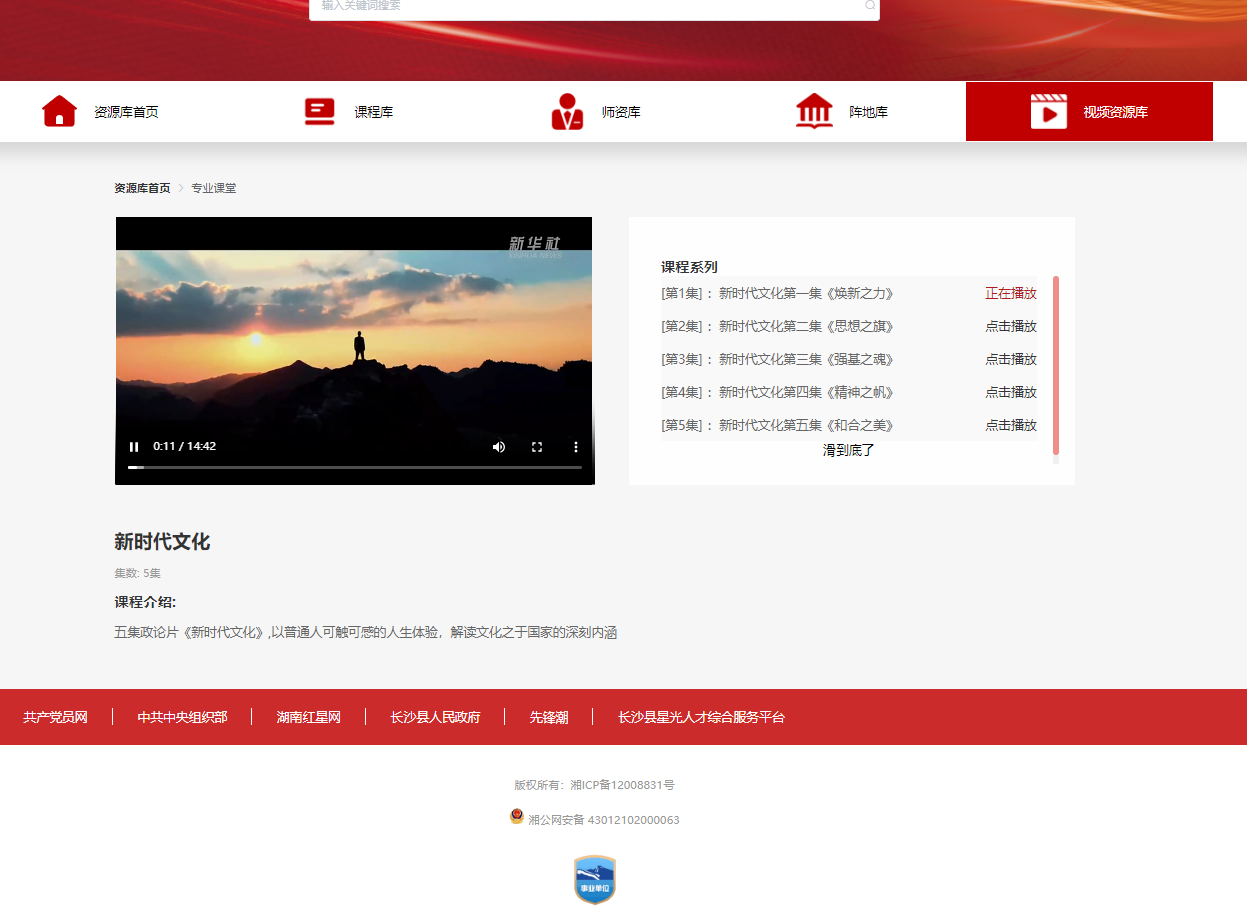 输入关键词搜索
资源库首页 课程库 师资库 阵地库 视频资源库
资源库首页 专业课堂
新华社
XINHUA NEWS
0:11 / 14:42
课程系列
[第1集]： 新时代文化第一集《焕新之力》 正在播放
[第2集]： 新时代文化第二集《思想之旗》 点击播放
[第3集]： 新时代文化第三集《强基之魂》 点击播放
[第4集]： 新时代文化第四集《精神之帆》 点击播放
[第5集]： 新时代文化第五集《和合之美》 点击播放
滑到底了
新时代文化
集数: 5集
课程介绍:
五集政论片《新时代文化》,以普通人可触可感的人生体验，解读文化之于国家的深刻内涵
共产党员网 中共中央组织部 湖南红星网 长沙县人民政府 先锋潮 长沙县星光人才综合服务平台
版权所有：湘ICP备12008831号
湘公网安备 43012102000063
事业单位